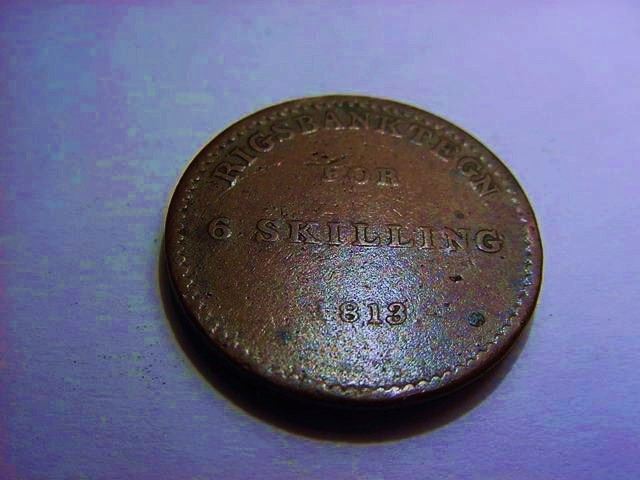 RIGSBANKTEGN
FOR
6 SKILLING
1813